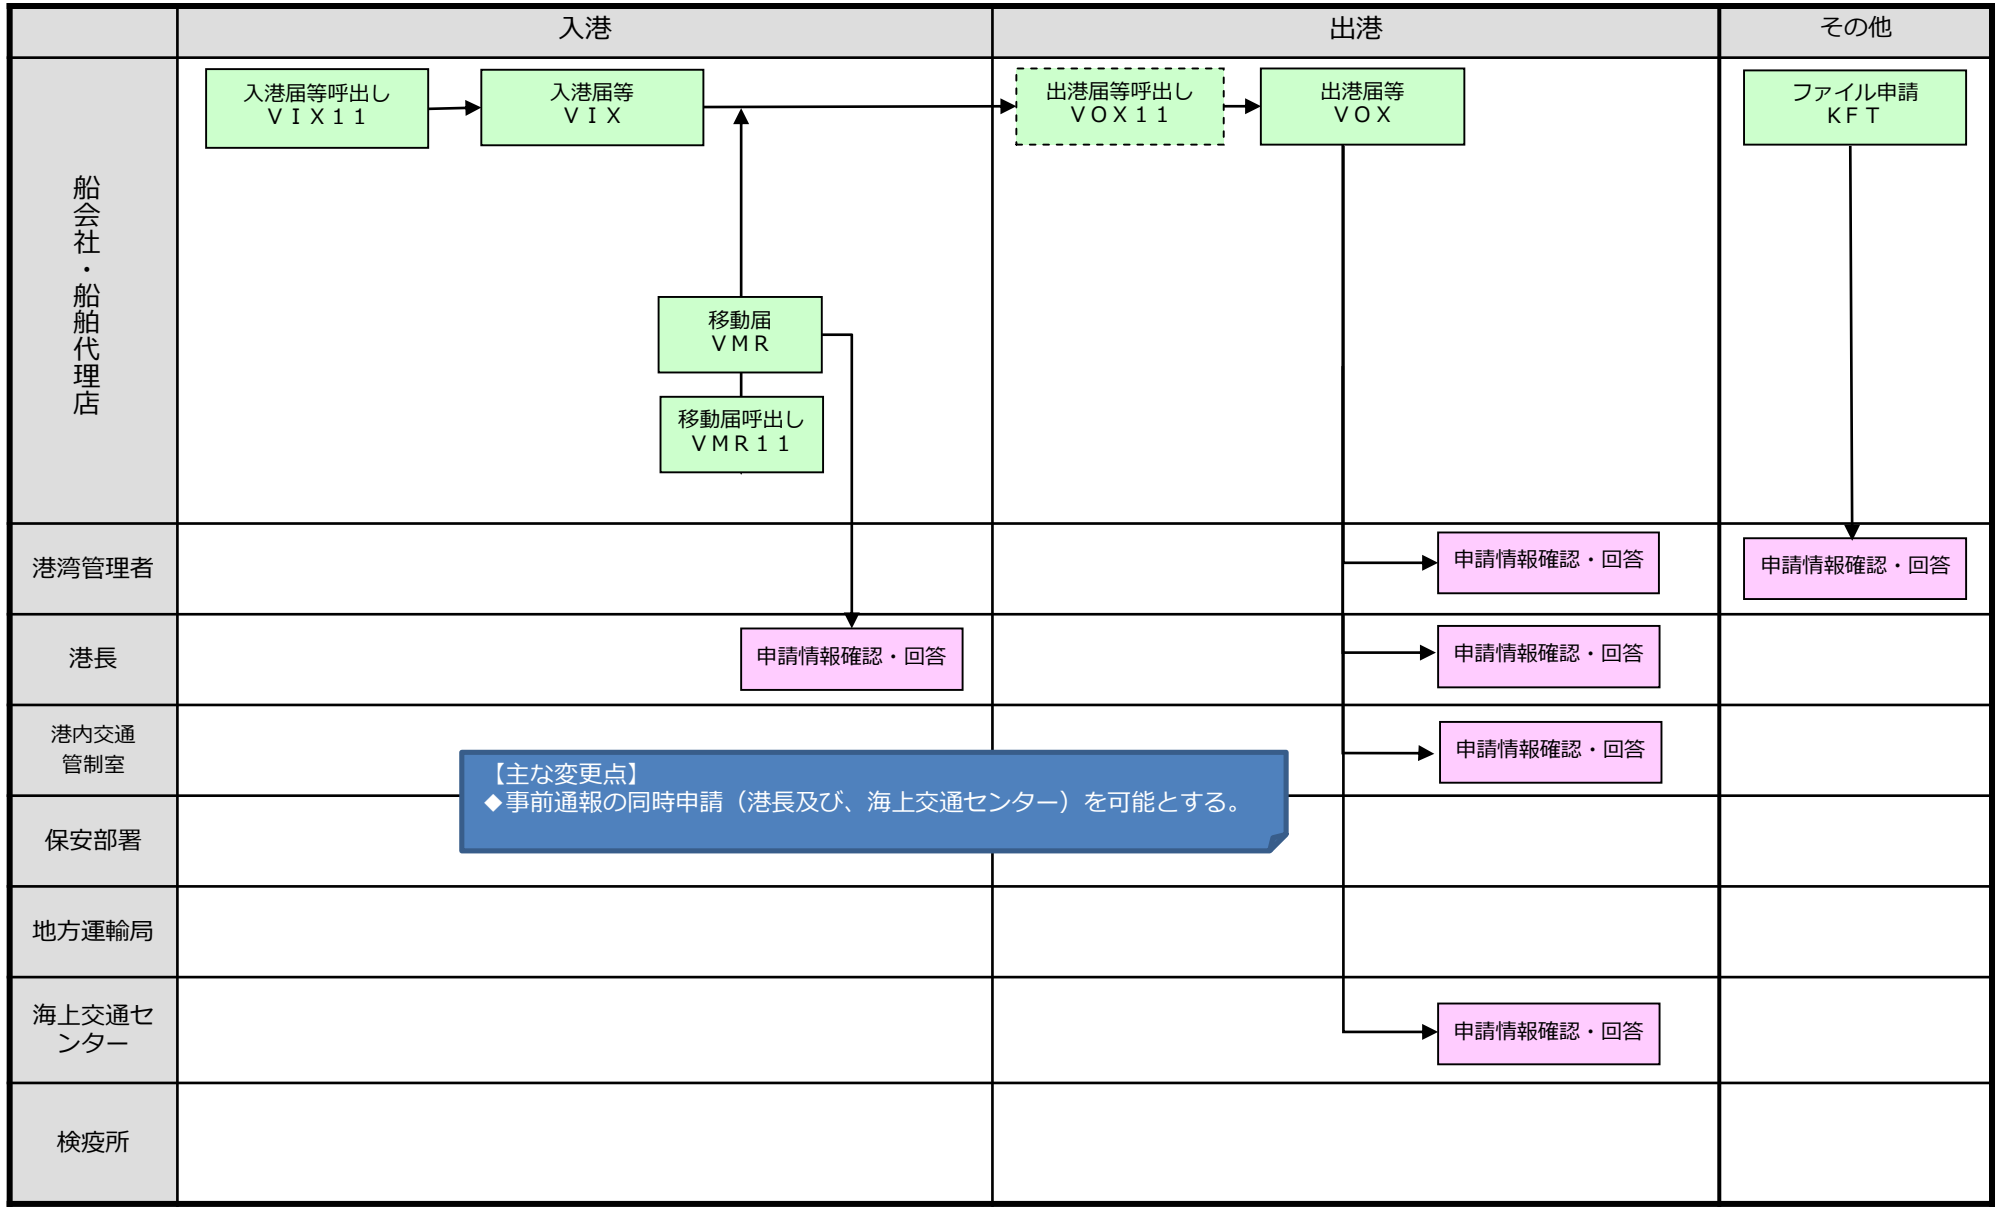 入港
出港
その他
船会社・船舶代理店
入港届等呼出し
ＶＩＸ１１
入港届等
ＶＩＸ
出港届等呼出し
ＶＯＸ１１
出港届等
ＶＯＸ
ファイル申請
ＫＦＴ
移動届
ＶＭＲ
移動届呼出し
ＶＭＲ１１
港湾管理者
申請情報確認・回答
申請情報確認・回答
港長
申請情報確認・回答
申請情報確認・回答
港内交通
管制室
申請情報確認・回答
【主な変更点】
◆事前通報の同時申請（港長及び、海上交通センター）を可能とする。
保安部署
地方運輸局
海上交通セ
ンター
申請情報確認・回答
検疫所